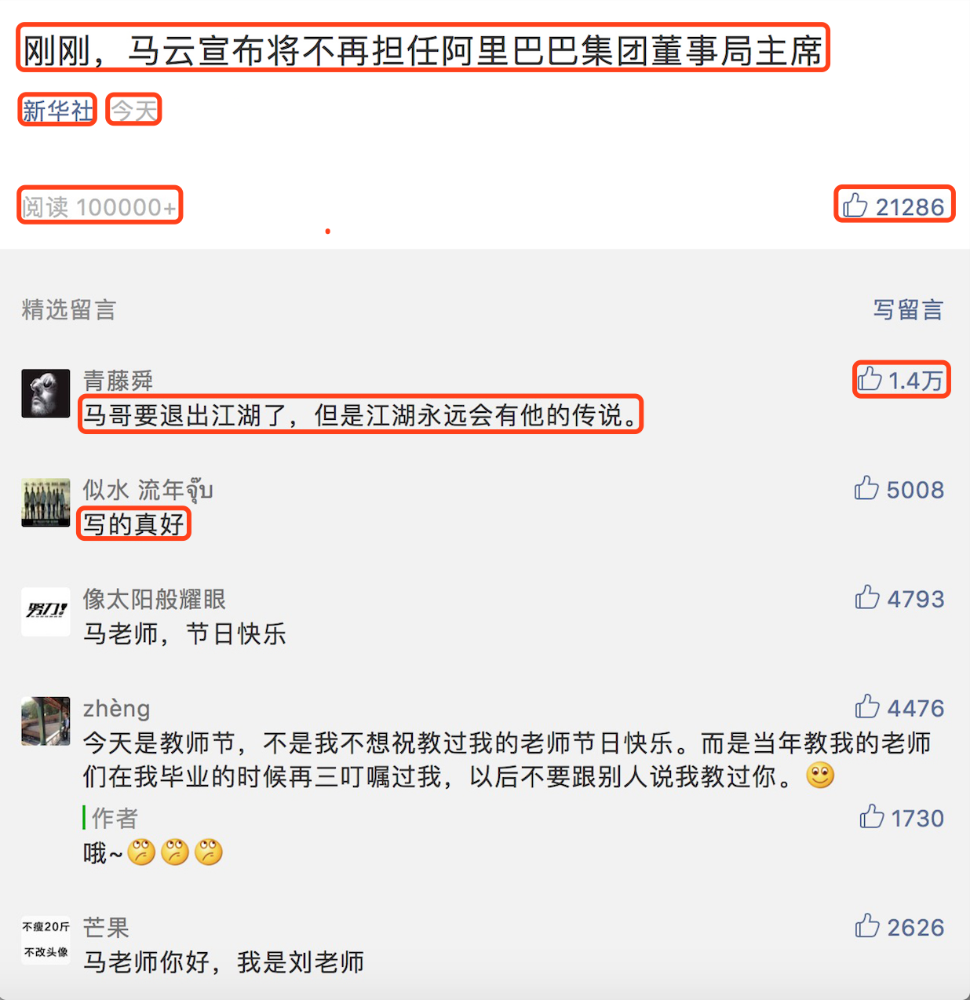 刚刚，马云宣布将不再担任阿里巴巴集团董事局主席
新华社 今天
阅读 100000+ 21286
精选留言 写留言
青藤舜 1.4万
马哥要退出江湖了，但是江湖永远会有他的传说。
似水 流年จุ๊บ 5008
写的真好
努力!
像太阳般耀眼 4793
马老师，节日快乐
zhèng 4476
今天是教师节，不是我不想祝教过我的老师节日快乐。而是当年教我的老师
们在我毕业的时候再三叮嘱过我，以后不要跟别人说我教过你。
作者 1730
哦~
不瘦20斤
不改头像
芒果 2626
马老师你好，我是刘老师